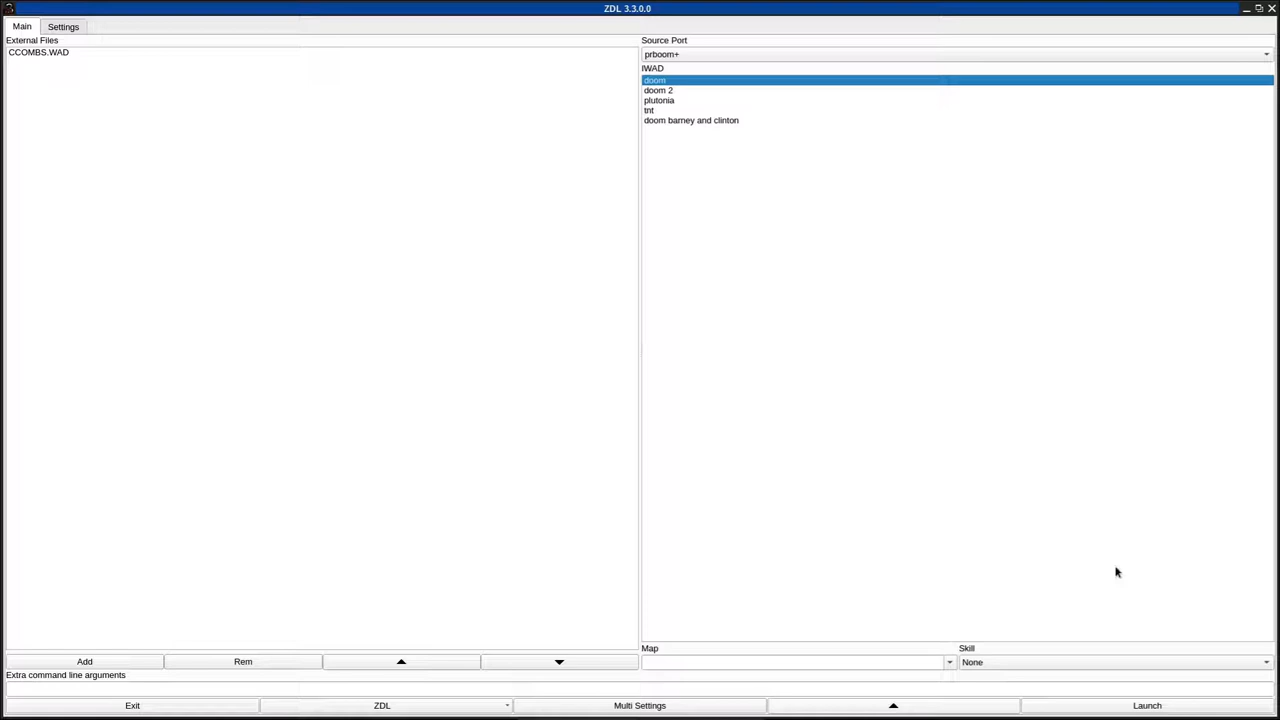 ZDL 3.3.0.0
Main
Settings
External Files
CCOMBS.WAD
Source Port
prboom+
IWAD
doom
doom 2
plutonia
tnt
doom barney and clinton
Map
Skill
None
Add
Rem
Extra command line arguments
Exit
ZDL
Multi Settings
Launch